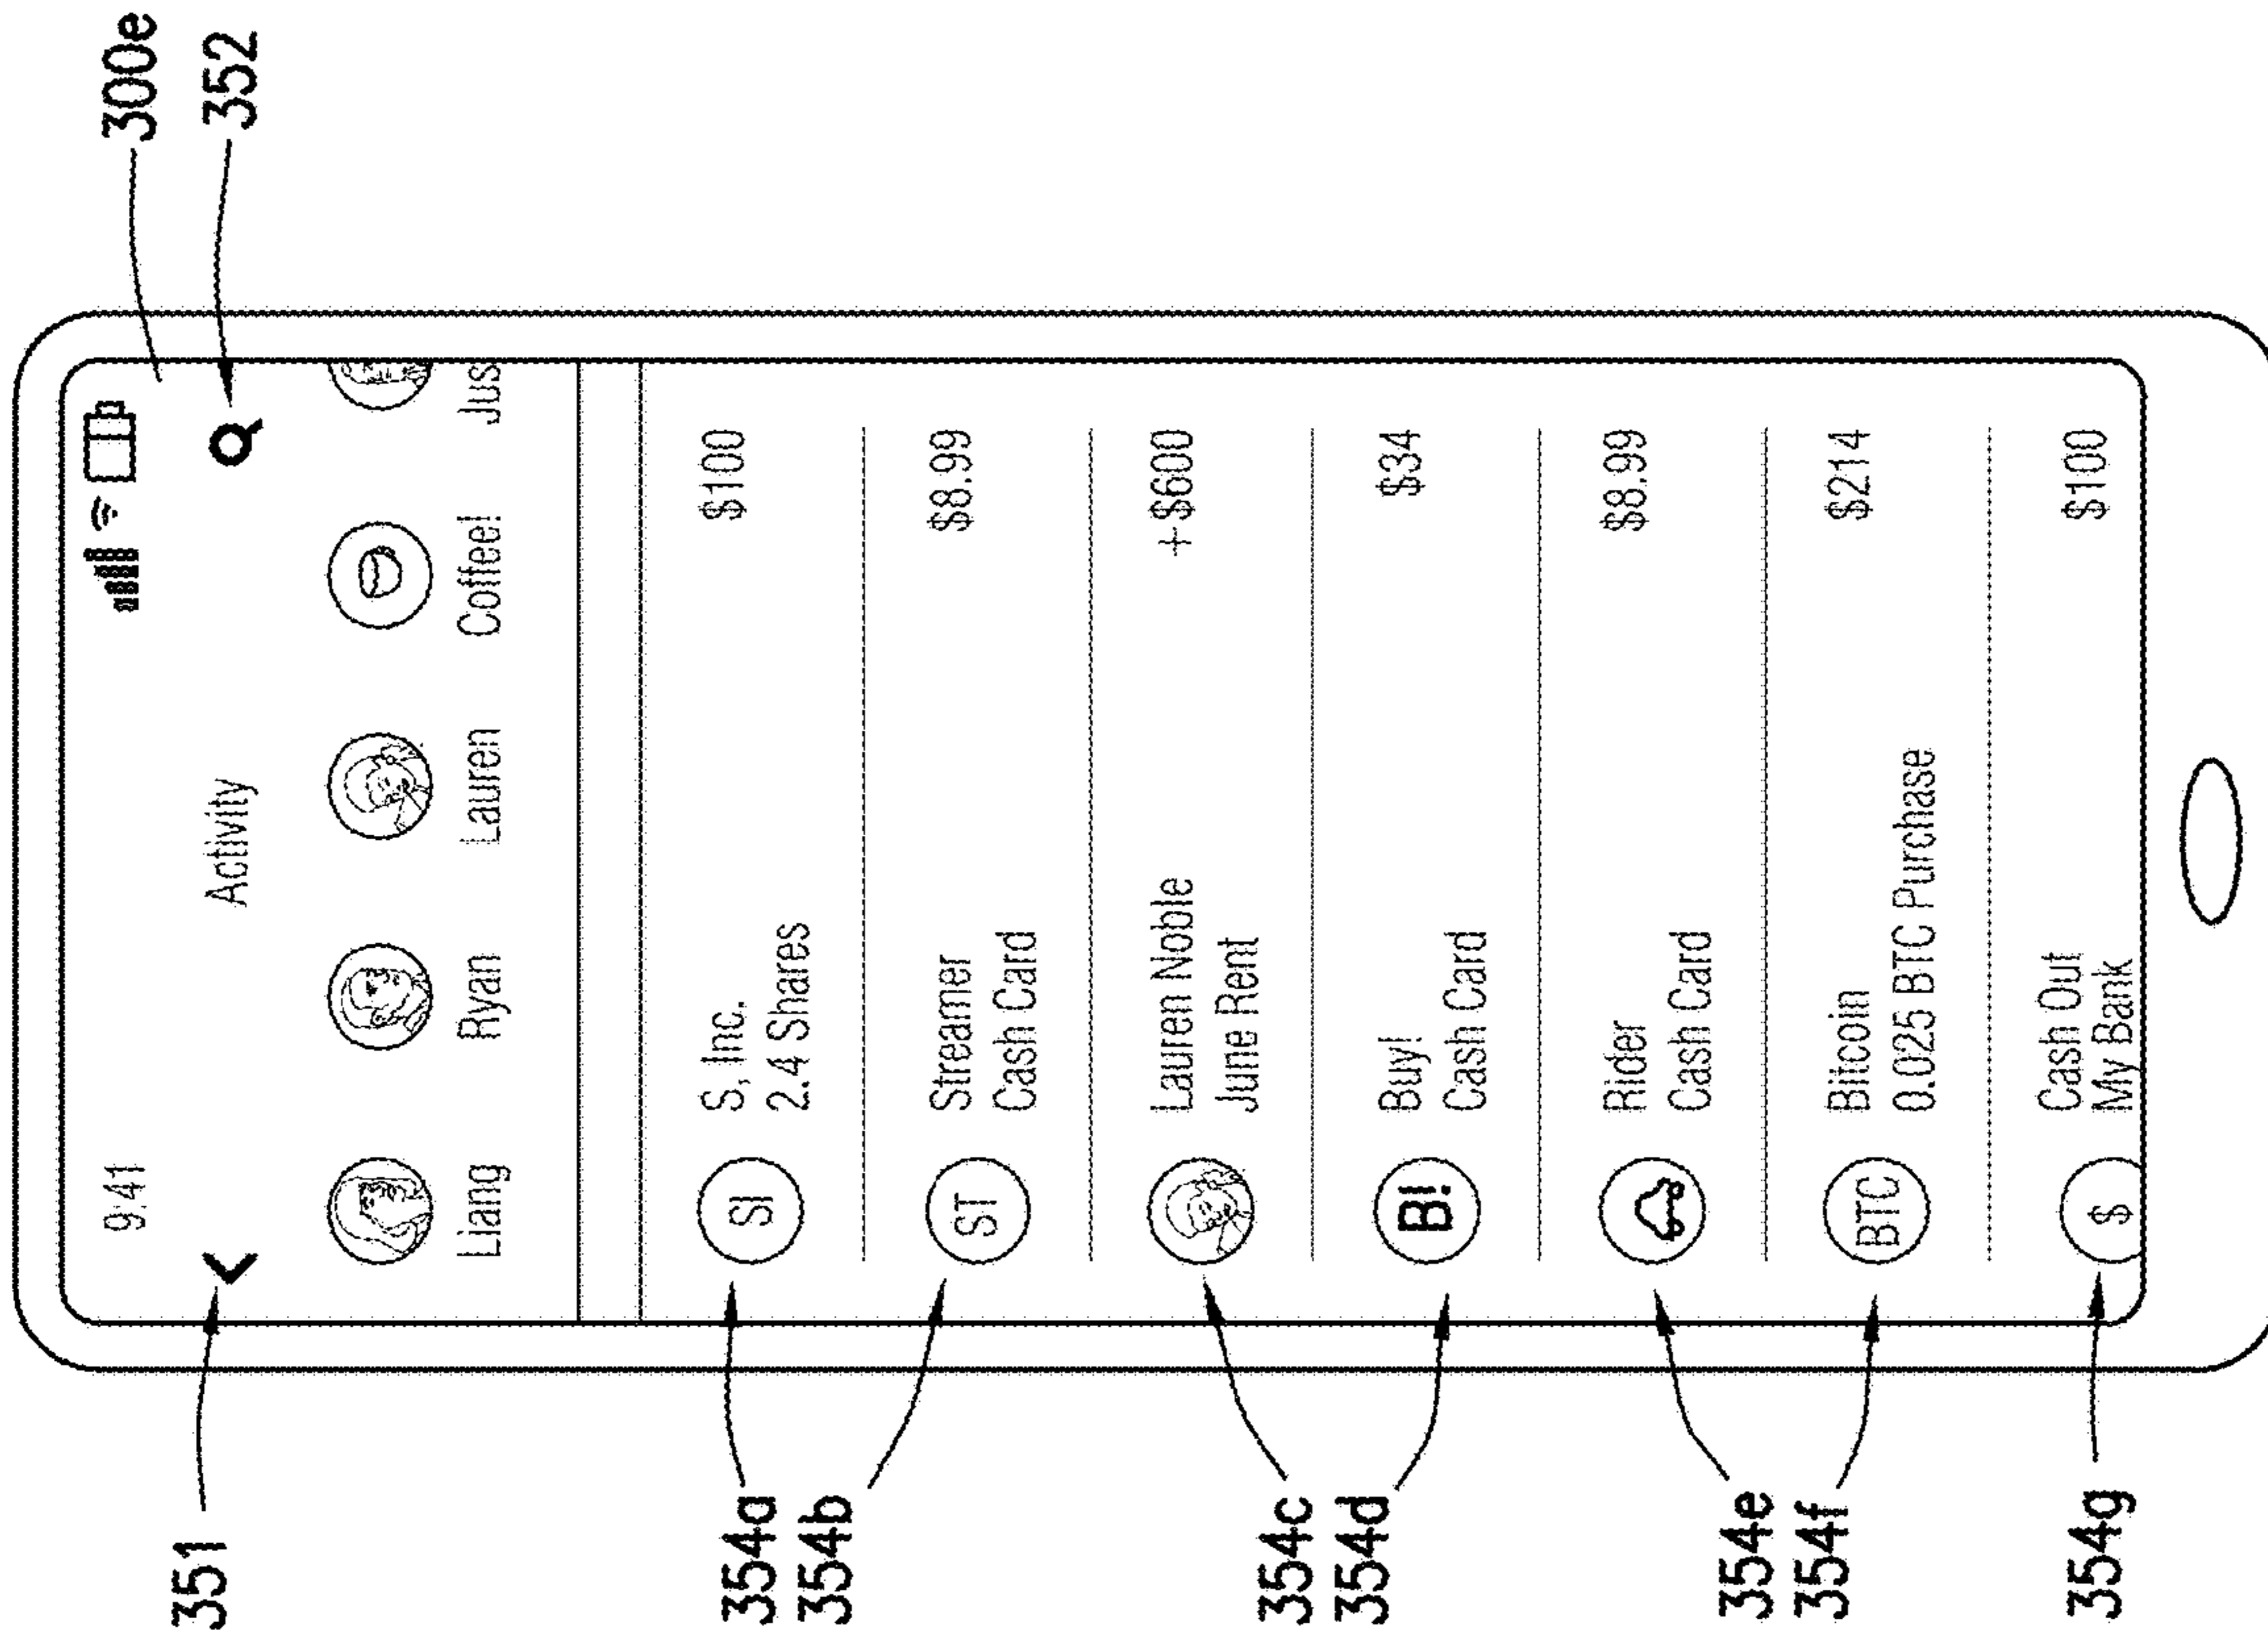 300e
9:41
351
Activity
352
Liang Ryan Lauren Coffee! Jus
354a
SI S, Inc. $100
2.4 Shares
354b
ST Streamer $8.99
Cash Card
354c
Lauren Noble +$600
June Rent
354d
B! Buy! $34
Cash Card
354e
Rider $8.99
Cash Card
354f
BTC Bitcoin $214
0.025 BTC Purchase
354g
$ Cash Out $100
My Bank